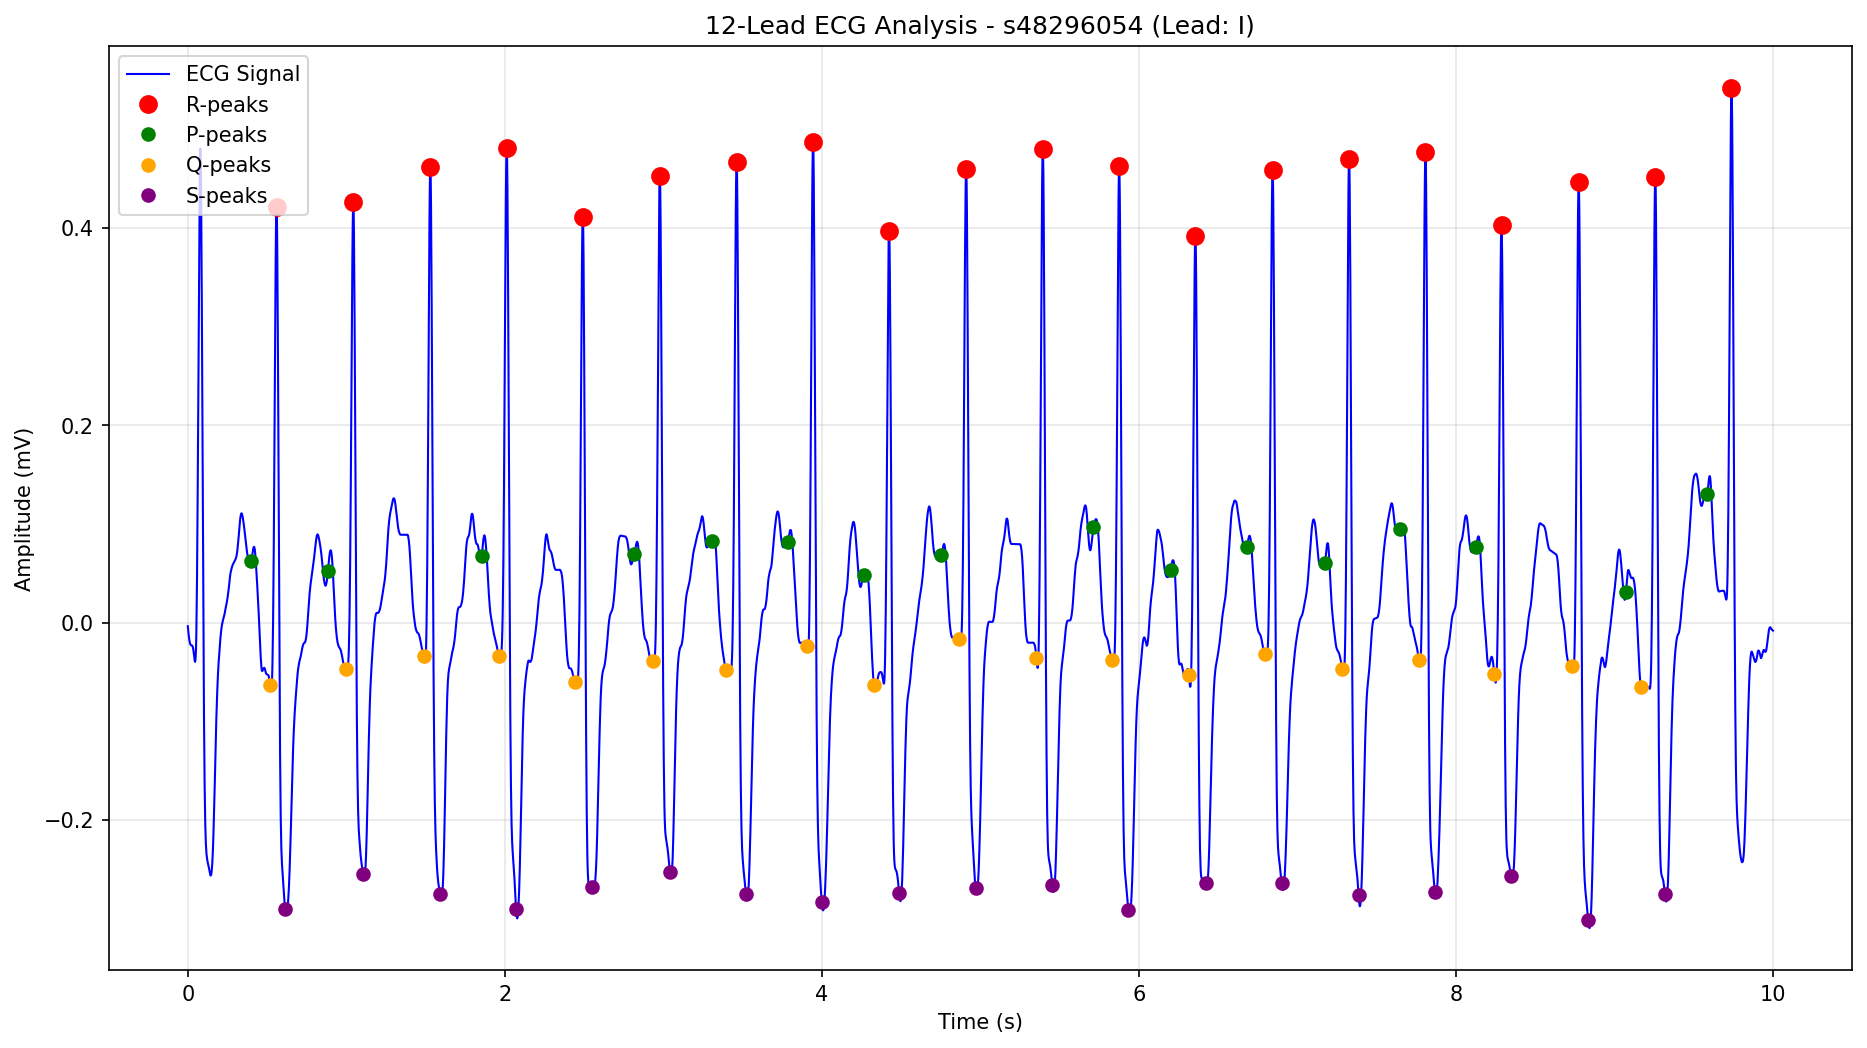 12-Lead ECG Analysis - s48296054 (Lead: I)
ECG Signal
R-peaks
P-peaks
Q-peaks
S-peaks
Amplitude (mV)
0.4
0.2
0.0
−0.2
0 2 4 6 8 10
Time (s)